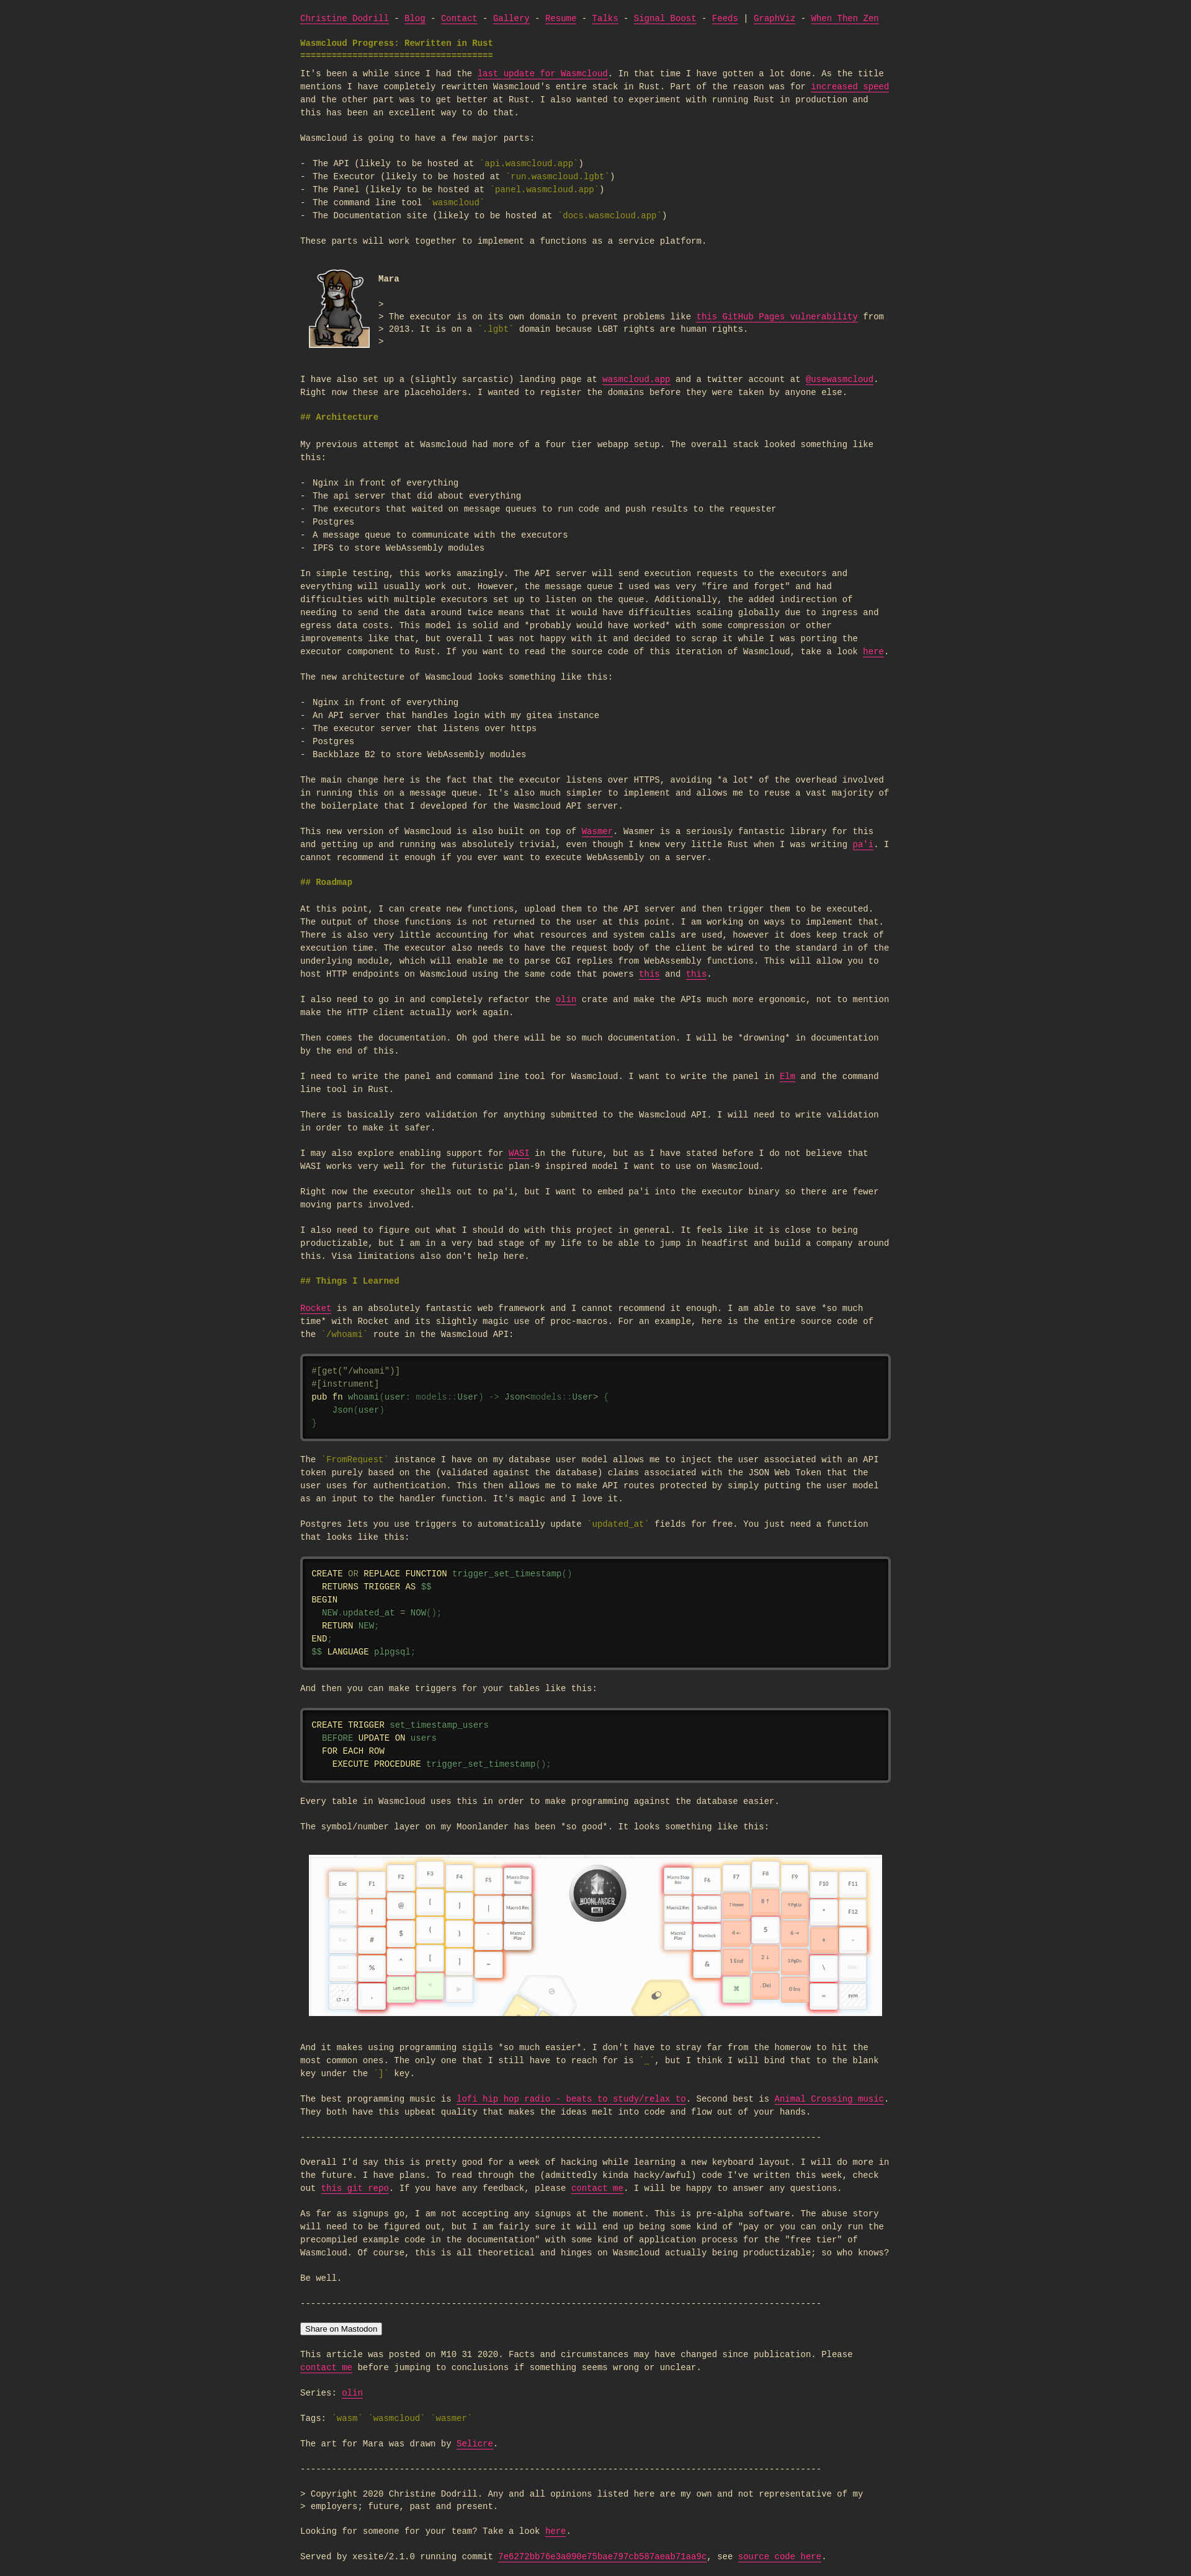 Christine Dodrill - Blog - Contact - Gallery - Resume - Talks - Signal Boost - Feeds | GraphViz - When Then Zen
Wasmcloud Progress: Rewritten in Rust
=====================================
It's been a while since I had the last update for Wasmcloud. In that time I have gotten a lot done. As the title
mentions I have completely rewritten Wasmcloud's entire stack in Rust. Part of the reason was for increased speed
and the other part was to get better at Rust. I also wanted to experiment with running Rust in production and
this has been an excellent way to do that.
Wasmcloud is going to have a few major parts:
- The API (likely to be hosted at `api.wasmcloud.app`)
- The Executor (likely to be hosted at `run.wasmcloud.lgbt`)
- The Panel (likely to be hosted at `panel.wasmcloud.app`)
- The command line tool `wasmcloud`
- The Documentation site (likely to be hosted at `docs.wasmcloud.app`)
These parts will work together to implement a functions as a service platform.
Mara
>
> The executor is on its own domain to prevent problems like this GitHub Pages vulnerability from
> 2013. It is on a `.lgbt` domain because LGBT rights are human rights.
>
I have also set up a (slightly sarcastic) landing page at wasmcloud.app and a twitter account at @usewasmcloud.
Right now these are placeholders. I wanted to register the domains before they were taken by anyone else.
## Architecture
My previous attempt at Wasmcloud had more of a four tier webapp setup. The overall stack looked something like
this:
- Nginx in front of everything
- The api server that did about everything
- The executors that waited on message queues to run code and push results to the requester
- Postgres
- A message queue to communicate with the executors
- IPFS to store WebAssembly modules
In simple testing, this works amazingly. The API server will send execution requests to the executors and
everything will usually work out. However, the message queue I used was very "fire and forget" and had
difficulties with multiple executors set up to listen on the queue. Additionally, the added indirection of
needing to send the data around twice means that it would have difficulties scaling globally due to ingress and
egress data costs. This model is solid and *probably would have worked* with some compression or other
improvements like that, but overall I was not happy with it and decided to scrap it while I was porting the
executor component to Rust. If you want to read the source code of this iteration of Wasmcloud, take a look here.
The new architecture of Wasmcloud looks something like this:
- Nginx in front of everything
- An API server that handles login with my gitea instance
- The executor server that listens over https
- Postgres
- Backblaze B2 to store WebAssembly modules
The main change here is the fact that the executor listens over HTTPS, avoiding *a lot* of the overhead involved
in running this on a message queue. It's also much simpler to implement and allows me to reuse a vast majority of
the boilerplate that I developed for the Wasmcloud API server.
This new version of Wasmcloud is also built on top of Wasmer. Wasmer is a seriously fantastic library for this
and getting up and running was absolutely trivial, even though I knew very little Rust when I was writing pa'i. I
cannot recommend it enough if you ever want to execute WebAssembly on a server.
## Roadmap
At this point, I can create new functions, upload them to the API server and then trigger them to be executed.
The output of those functions is not returned to the user at this point. I am working on ways to implement that.
There is also very little accounting for what resources and system calls are used, however it does keep track of
execution time. The executor also needs to have the request body of the client be wired to the standard in of the
underlying module, which will enable me to parse CGI replies from WebAssembly functions. This will allow you to
host HTTP endpoints on Wasmcloud using the same code that powers this and this.
I also need to go in and completely refactor the olin crate and make the APIs much more ergonomic, not to mention
make the HTTP client actually work again.
Then comes the documentation. Oh god there will be so much documentation. I will be *drowning* in documentation
by the end of this.
I need to write the panel and command line tool for Wasmcloud. I want to write the panel in Elm and the command
line tool in Rust.
There is basically zero validation for anything submitted to the Wasmcloud API. I will need to write validation
in order to make it safer.
I may also explore enabling support for WASI in the future, but as I have stated before I do not believe that
WASI works very well for the futuristic plan-9 inspired model I want to use on Wasmcloud.
Right now the executor shells out to pa'i, but I want to embed pa'i into the executor binary so there are fewer
moving parts involved.
I also need to figure out what I should do with this project in general. It feels like it is close to being
productizable, but I am in a very bad stage of my life to be able to jump in headfirst and build a company around
this. Visa limitations also don't help here.
## Things I Learned
Rocket is an absolutely fantastic web framework and I cannot recommend it enough. I am able to save *so much
time* with Rocket and its slightly magic use of proc-macros. For an example, here is the entire source code of
the `/whoami` route in the Wasmcloud API:
#[get("/whoami")]
#[instrument]
pub fn whoami(user: models::User) -> Json<models::User> {
Json(user)
}
The `FromRequest` instance I have on my database user model allows me to inject the user associated with an API
token purely based on the (validated against the database) claims associated with the JSON Web Token that the
user uses for authentication. This then allows me to make API routes protected by simply putting the user model
as an input to the handler function. It's magic and I love it.
Postgres lets you use triggers to automatically update `updated_at` fields for free. You just need a function
that looks like this:
CREATE OR REPLACE FUNCTION trigger_set_timestamp()
RETURNS TRIGGER AS $$
BEGIN
NEW.updated_at = NOW();
RETURN NEW;
END;
$$ LANGUAGE plpgsql;
And then you can make triggers for your tables like this:
CREATE TRIGGER set_timestamp_users
BEFORE UPDATE ON users
FOR EACH ROW
EXECUTE PROCEDURE trigger_set_timestamp();
Every table in Wasmcloud uses this in order to make programming against the database easier.
The symbol/number layer on my Moonlander has been *so good*. It looks something like this:
Esc F1 F2 F3 F4 F5 Macro Stop Rec MOONLANDER Macro Stop Rec F6 F7 F8 F9 F10 F11
! @ { } | Macro1 Rec Macro2 Rec Scroll lock 7 Home 8 ↑ 9 PgUp * F12
# $ ( ) Macro1 Play Macro2 Play Numlock 4 ← 5 6 → + -
% ^ [ ] ~ & 1 End 2 ↓ 3 PgDn \
Left Ctrl . Del 0 Ins =
And it makes using programming sigils *so much easier*. I don't have to stray far from the homerow to hit the
most common ones. The only one that I still have to reach for is `_`, but I think I will bind that to the blank
key under the `]` key.
The best programming music is lofi hip hop radio - beats to study/relax to. Second best is Animal Crossing music.
They both have this upbeat quality that makes the ideas melt into code and flow out of your hands.
----------------------------------------------------------------------------------------------------
Overall I'd say this is pretty good for a week of hacking while learning a new keyboard layout. I will do more in
the future. I have plans. To read through the (admittedly kinda hacky/awful) code I've written this week, check
out this git repo. If you have any feedback, please contact me. I will be happy to answer any questions.
As far as signups go, I am not accepting any signups at the moment. This is pre-alpha software. The abuse story
will need to be figured out, but I am fairly sure it will end up being some kind of "pay or you can only run the
precompiled example code in the documentation" with some kind of application process for the "free tier" of
Wasmcloud. Of course, this is all theoretical and hinges on Wasmcloud actually being productizable; so who knows?
Be well.
----------------------------------------------------------------------------------------------------
Share on Mastodon
This article was posted on M10 31 2020. Facts and circumstances may have changed since publication. Please
contact me before jumping to conclusions if something seems wrong or unclear.
Series: olin
Tags: `wasm` `wasmcloud` `wasmer`
The art for Mara was drawn by Selicre.
----------------------------------------------------------------------------------------------------
> Copyright 2020 Christine Dodrill. Any and all opinions listed here are my own and not representative of my
> employers; future, past and present.
Looking for someone for your team? Take a look here.
Served by xesite/2.1.0 running commit 7e6272bb76e3a090e75bae797cb587aeab71aa9c, see source code here.